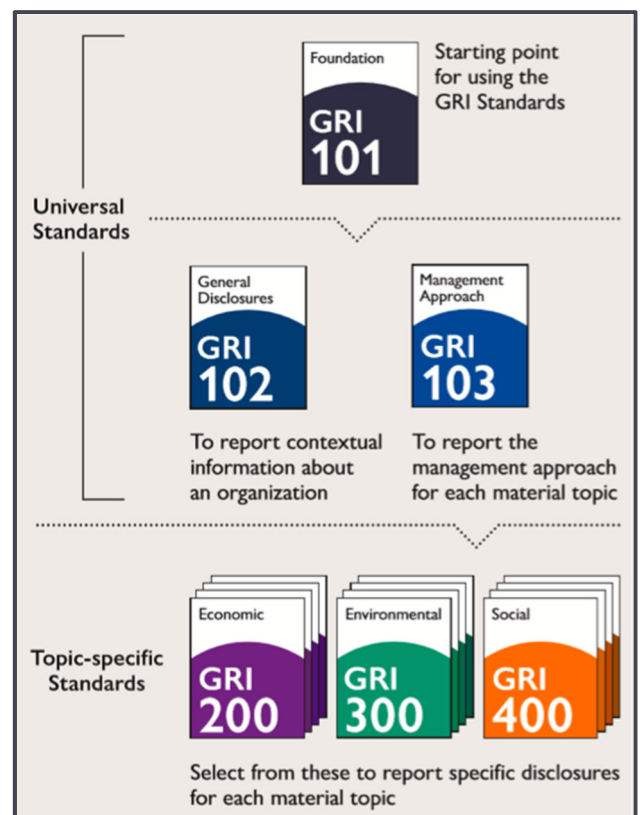 Foundation
GRI
101
Starting point
for using the
GRI Standards
Universal
Standards
General
Disclosures
GRI
102
To report contextual
information about
an organization
Management
Approach
GRI
103
To report the
management approach
for each material topic
Topic-specific
Standards
Economic
GRI
200
Environmental
GRI
300
Social
GRI
400
Select from these to report specific disclosures
for each material topic